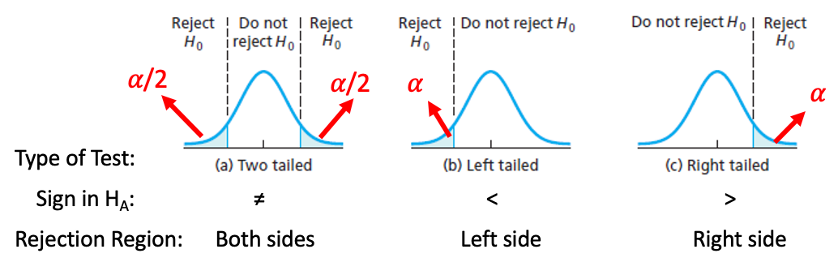 Reject
H₀
Do not
reject H₀
Reject
H₀
α/2
α/2
Reject
H₀
Do not reject H₀
α
Do not reject H₀
Reject
H₀
α
Type of Test:
(a) Two tailed
(b) Left tailed
(c) Right tailed
Sign in Hₐ:
≠
<
>
Rejection Region:
Both sides
Left side
Right side